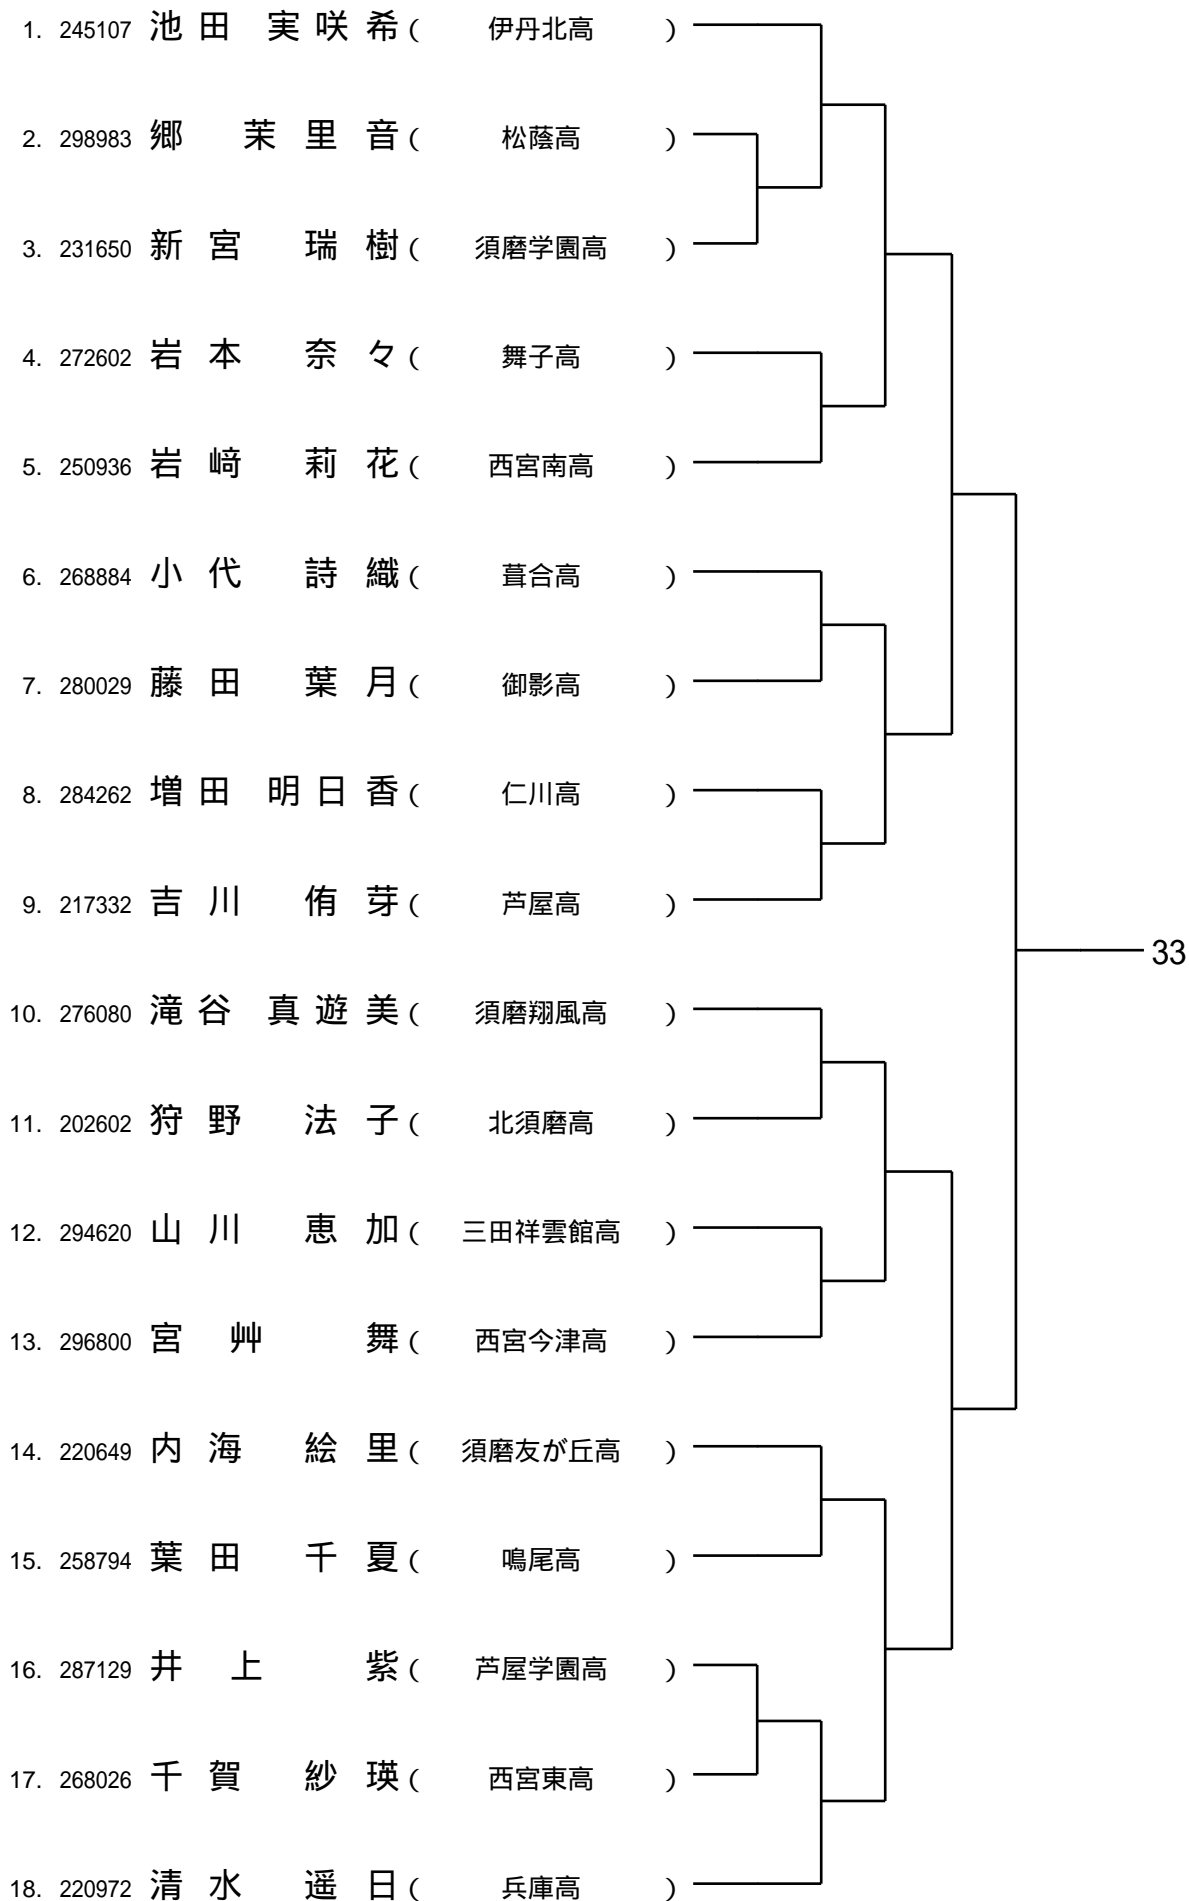 1. 245107 池田 実咲希 ( 伊丹北高 )
2. 298983 郷 茉里音 ( 松蔭高 )
3. 231650 新宮 瑞樹 ( 須磨学園高 )
4. 272602 岩本 奈々 ( 舞子高 )
5. 250936 岩﨑 莉花 ( 西宮南高 )
6. 268884 小代 詩織 ( 葺合高 )
7. 280029 藤田 葉月 ( 御影高 )
8. 284262 増田 明日香 ( 仁川高 )
9. 217332 吉川 侑芽 ( 芦屋高 )
33
10. 276080 滝谷 真遊美 ( 須磨翔風高 )
11. 202602 狩野 法子 ( 北須磨高 )
12. 294620 山川 恵加 ( 三田祥雲館高 )
13. 296800 宮艸 舞 ( 西宮今津高 )
14. 220649 内海 絵里 ( 須磨友が丘高 )
15. 258794 葉田 千夏 ( 鳴尾高 )
16. 287129 井上 紫 ( 芦屋学園高 )
17. 268026 千賀 紗瑛 ( 西宮東高 )
18. 220972 清水 遥日 ( 兵庫高 )